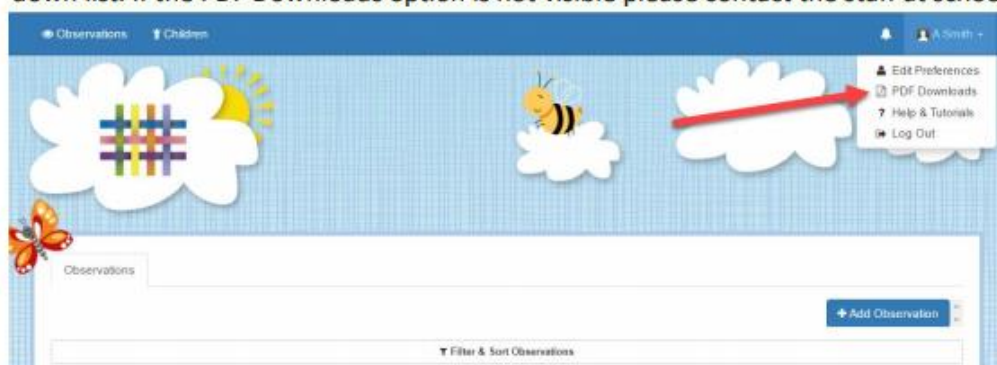 down list. If the PDF Downloads option is not visible please contact the staff at school
Observations Children A Smith
Edit Preferences
PDF Downloads
? Help & Tutorials
Log Out
Observations
+ Add Observation
Filter & Sort Observations